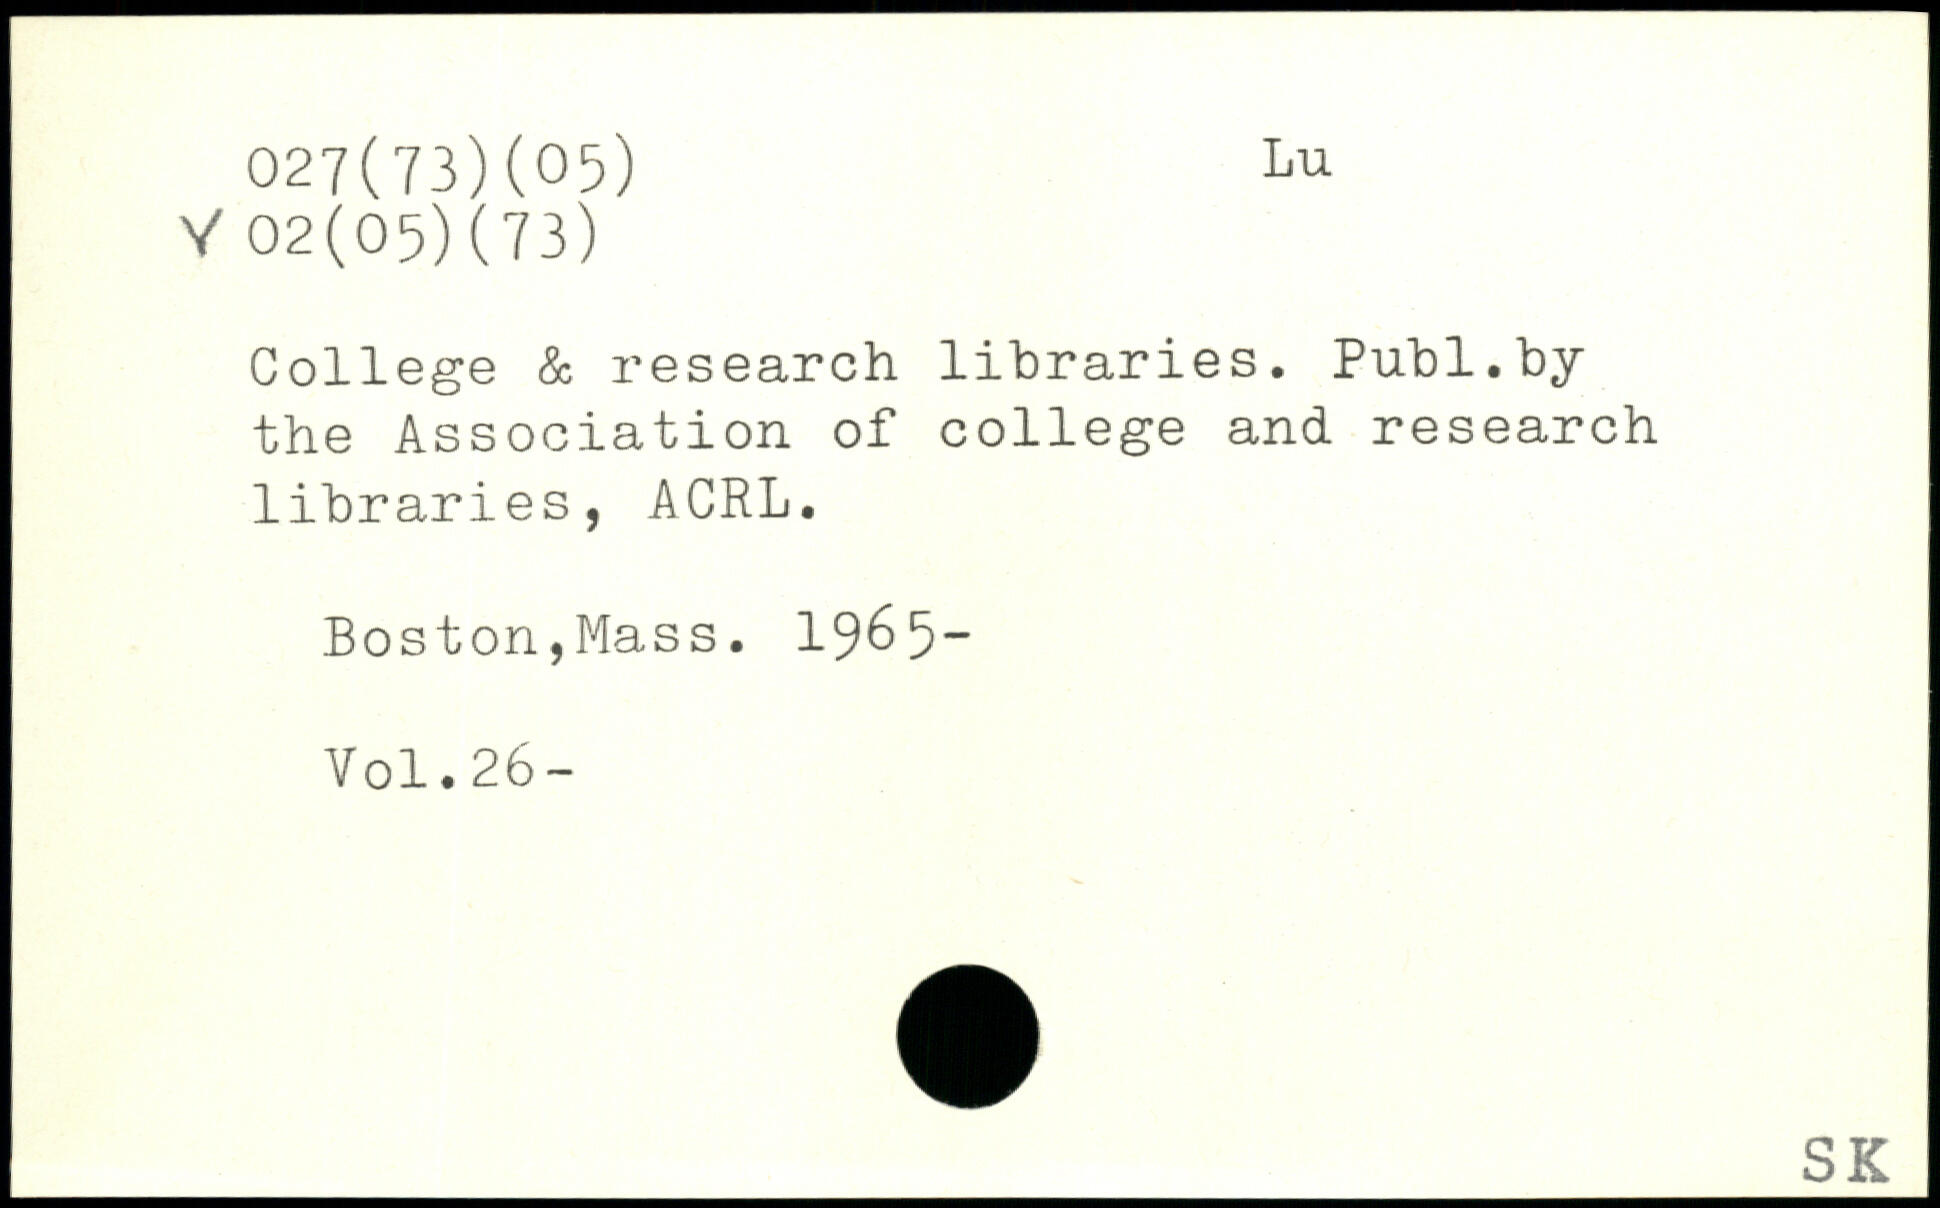 027(73)(05) Lu
Y 02(05)(73)
College & research libraries. Publ.by
the Association of college and research
libraries, ACRL.
Boston,Mass. 1965-
Vol.26-
SK